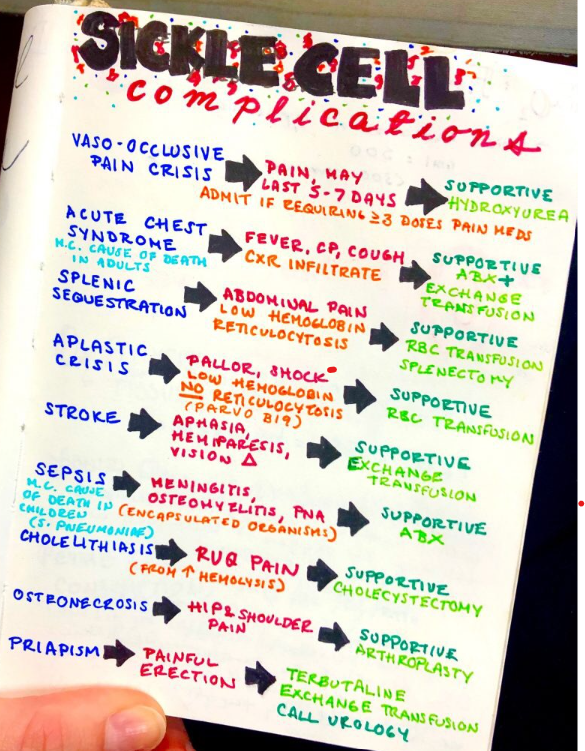 SICKLE CELL
complications
VASO-OCCLUSIVE
PAIN CRISIS
PAIN, MAY
LAST 5-7 DAYS
ADMIT IF REQUIRING ≥3 DOSES PAIN MEDS
SUPPORTIVE
HYDROXYUREA
ACUTE CHEST
SYNDROME
M.C. CAUSE OF DEATH
IN ADULTS
FEVER, CP, COUGH
CXR INFILTRATE
SUPPORTIVE
ABX +
EXCHANGE
TRANSFUSION
SPLENIC
SEQUESTRATION
ABDOMINAL PAIN
LOW HEMOGLOBIN
RETICULOCYTOSIS
SUPPORTIVE
RBC TRANSFUSION
SPLENECTOMY
APLASTIC
CRISIS
PALLOR, SHOCK
LOW HEMOGLOBIN
NO RETICULOCYTOSIS
(PARVO B19)
SUPPORTIVE
RBC TRANSFUSION
STROKE
APHASIA,
HEMIPARESIS,
VISION Δ
SUPPORTIVE
EXCHANGE
TRANSFUSION
SEPSIS
M.C. CAUSE
OF DEATH IN
CHILDREN
(S. PNEUMONIAE)
MENINGITIS,
OSTEOMYELITIS, PNA
(ENCAPSULATED ORGANISMS)
SUPPORTIVE
ABX
CHOLELITHIASIS
RUQ PAIN
(FROM ↑ HEMOLYSIS)
SUPPORTIVE
CHOLECYSTECTOMY
OSTRONECROSIS
HIP & SHOULDER
PAIN
SUPPORTIVE
ARTHROPLASTY
PRIAPISM
PAINFUL
ERECTION
TERBUTALINE
EXCHANGE TRANSFUSION
CALL UROLOGY